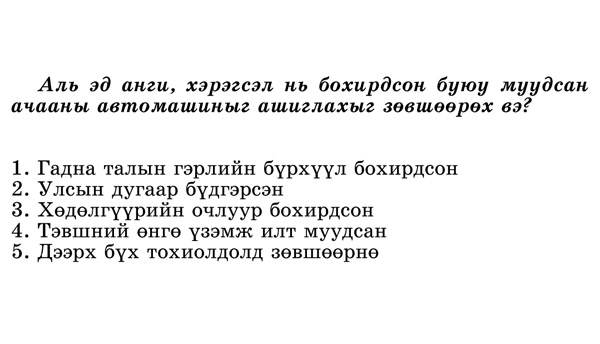 Аль эд анги, хэрэгсэл нь бохирдсон буюу муудсан
ачааны автомашиныг ашиглахыг зөвшөөрөх вэ?
1. Гадна талын гэрлийн бүрхүүл бохирдсон
2. Улсын дугаар бүдгэрсэн
3. Хөдөлгүүрийн очлуур бохирдсон
4. Тэвшний өнгө үзэмж илт муудсан
5. Дээрх бүх тохиолдолд зөвшөөрнө